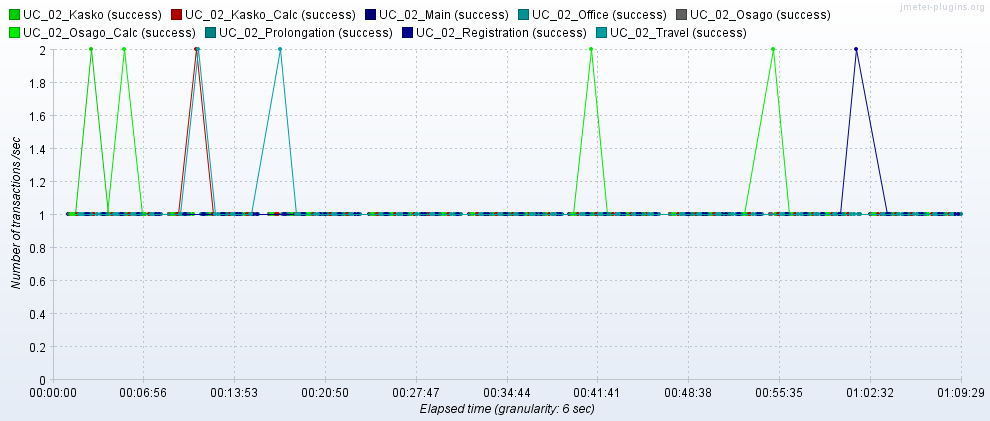 jmeter-plugins.org
UC_02_Kasko (success) UC_02_Kasko_Calc (success) UC_02_Main (success) UC_02_Office (success) UC_02_Osago (success)
UC_02_Osago_Calc (success) UC_02_Prolongation (success) UC_02_Registration (success) UC_02_Travel (success)
Number of transactions /sec
2
1.8
1.6
1.4
1.2
1
0.8
0.6
0.4
0.2
0
00:00:00 00:06:56 00:13:53 00:20:50 00:27:47 00:34:44 00:41:41 00:48:38 00:55:35 01:02:32 01:09:29
Elapsed time (granularity: 6 sec)